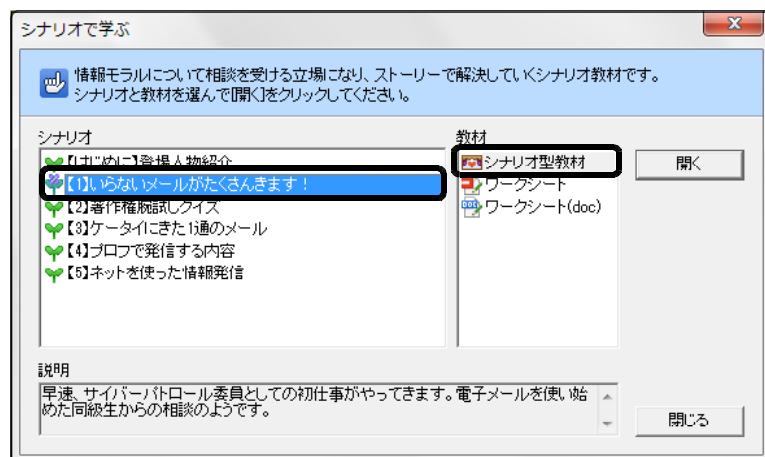 シナリオで学ぶ
情報モラルについて相談を受ける立場になり、ストーリーで解決していくシナリオ教材です。
シナリオと教材を選んで[開く]をクリックしてください。
シナリオ
教材
【はじめに】登場人物紹介
【1】いらないメールがたくさんきます！
【2】著作権腕試しクイズ
【3】ケータイにきた1通のメール
【4】プロフで発信する内容
【5】ネットを使った情報発信
シナリオ型教材
ワークシート
ワークシート(doc)
開く
説明
早速、サイバーパトロール委員としての初仕事がやってきます。電子メールを使い始
めた同級生からの相談のようです。
閉じる